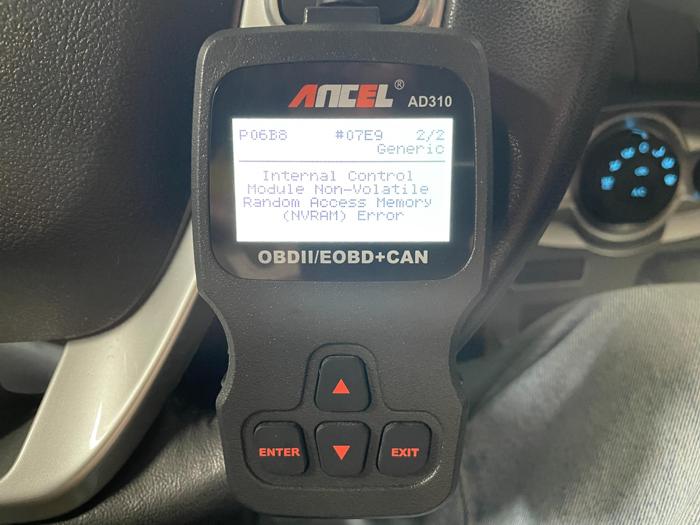 ANCEL® AD310
P06B8 #07E9 2/2
Generic
Internal Control
Module Non-Volatile
Random Access Memory
(NVRAM) Error
OBDII/EOBD+CAN
ENTER EXIT